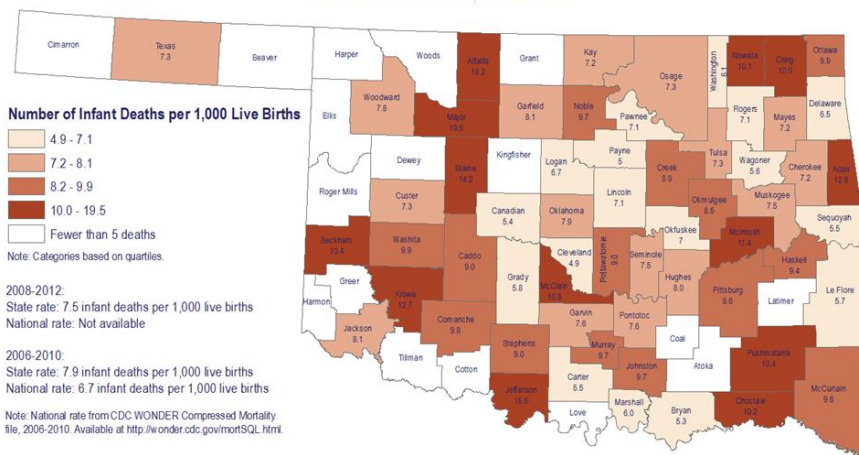 Cimarron
Texas
7.3
Beaver
Harper
Woods
Alfalfa
18.2
Grant
Kay
7.2
Osage
7.3
Washington
6.1
Nowata
10.1
Craig
10.0
Ottawa
9.9
Ellis
Woodward
7.8
Major
19.5
Garfield
8.1
Noble
9.7
Pawnee
7.1
Rogers
7.1
Mayes
7.2
Delaware
6.5
Number of Infant Deaths per 1,000 Live Births
4.9 - 7.1
7.2 - 8.1
8.2 - 9.9
10.0 - 19.5
Fewer than 5 deaths
Note: Categories based on quartiles.
Roger Mills
Dewey
Custer
7.3
Blaine
14.2
Kingfisher
Logan
6.7
Payne
5
Creek
8.9
Tulsa
7.3
Wagoner
5.6
Cherokee
7.2
Adair
12.6
Canadian
5.4
Oklahoma
7.9
Lincoln
7.1
Okmulgee
8.5
Muskogee
7.5
Sequoyah
5.5
Beckham
10.4
Washita
9.9
Caddo
9.0
Grady
5.8
Cleveland
4.9
McClain
10.8
Pottawatomie
9.0
Seminole
7.5
Okfuskee
7
McIntosh
11.4
Haskell
9.4
Hughes
8.0
Pittsburg
8.6
Latimer
Le Flore
5.7
2008-2012:
State rate: 7.5 infant deaths per 1,000 live births
National rate: Not available
2006-2010:
State rate: 7.9 infant deaths per 1,000 live births
National rate: 6.7 infant deaths per 1,000 live births
Note: National rate from CDC WONDER Compressed Mortality
file, 2006-2010. Available at http://wonder.cdc.gov/mortSQL.html.
Harmon
Greer
Kiowa
12.7
Jackson
8.1
Comanche
9.8
Tillman
Cotton
Stephens
9.0
Jefferson
15.5
Garvin
7.6
Murray
9.7
Pontotoc
7.6
Coal
Atoka
Pushmataha
10.4
Carter
5.5
Johnston
9.7
Love
Marshall
6.0
Bryan
5.3
Choctaw
10.2
McCurtain
9.6